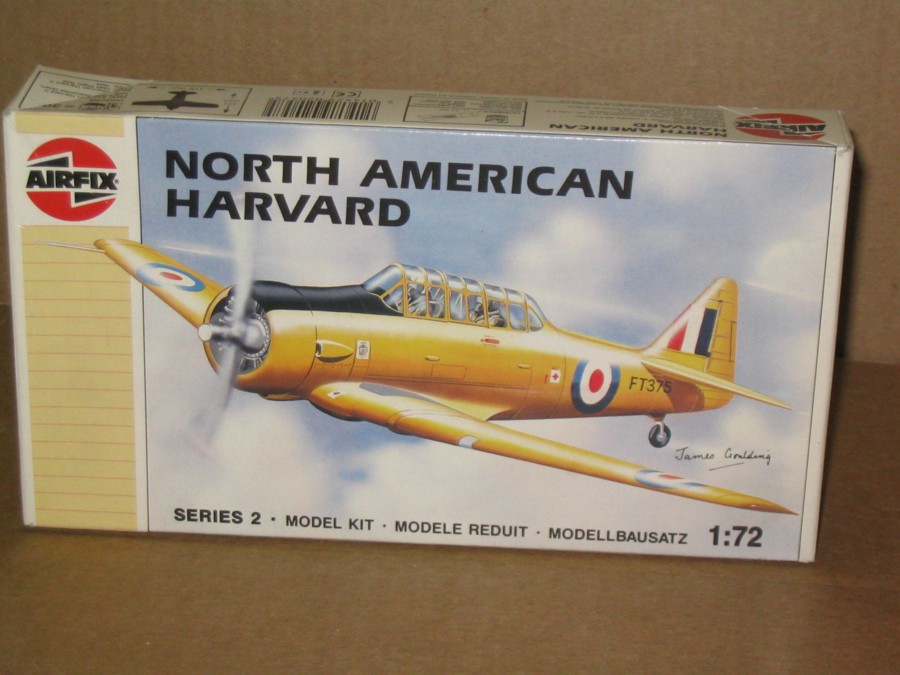 NORTH AMERICAN
HARVARD
AIRFIX
NORTH AMERICAN
HARVARD
FT375
James Goulding
SERIES 2 · MODEL KIT · MODELE REDUIT · MODELLBAUSATZ 1:72